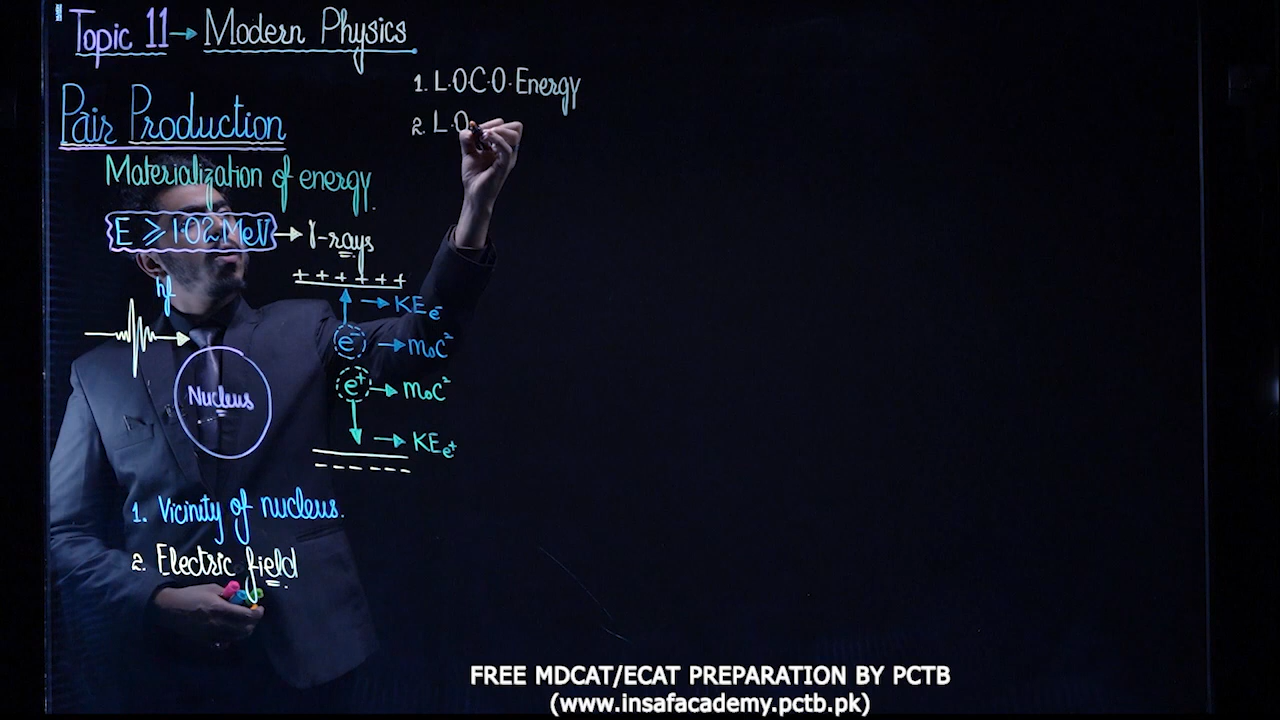 Topic 11 → Modern Physics
1. L.O.C.O. Energy
2. L.O
Pair Production
Materialization of energy.
E ⩾ 1.02 MeV → γ-rays
hf
+ + + + + +
→ KEe⁻
e⁻ → m₀c²
e⁺ → m₀c²
→ KEe⁺
Nucleus
- - - - - - -
1. Vicinity of nucleus.
2. Electric field
FREE MDCAT/ECAT PREPARATION BY PCTB
(www.insafacademy.pctb.pk)